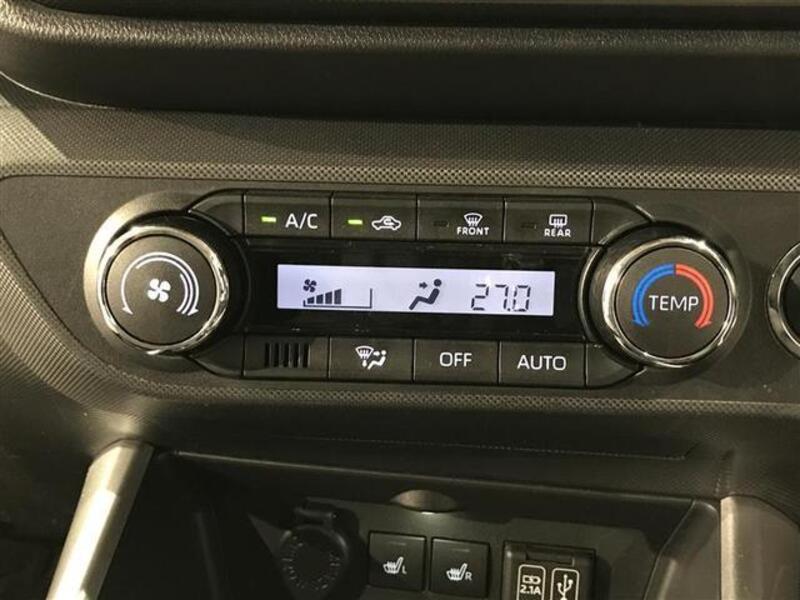 A/C
FRONT
REAR
27.0
TEMP
OFF
AUTO
L
R
2.1A